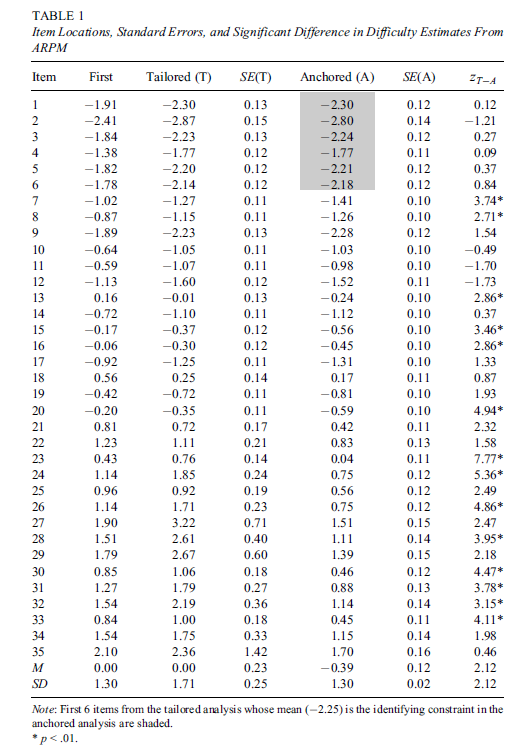 TABLE 1
Item Locations, Standard Errors, and Significant Difference in Difficulty Estimates From
ARPM
Item First Tailored (T) SE(T) Anchored (A) SE(A) zT−A
1 −1.91 −2.30 0.13 −2.30 0.12 0.12
2 −2.41 −2.87 0.15 −2.80 0.14 −1.21
3 −1.84 −2.23 0.13 −2.24 0.12 0.27
4 −1.38 −1.77 0.12 −1.77 0.11 0.09
5 −1.82 −2.20 0.12 −2.21 0.12 0.37
6 −1.78 −2.14 0.12 −2.18 0.12 0.84
7 −1.02 −1.27 0.11 −1.41 0.10 3.74*
8 −0.87 −1.15 0.11 −1.26 0.10 2.71*
9 −1.89 −2.23 0.13 −2.28 0.12 1.54
10 −0.64 −1.05 0.11 −1.03 0.10 −0.49
11 −0.59 −1.07 0.11 −0.98 0.10 −1.70
12 −1.13 −1.60 0.12 −1.52 0.11 −1.73
13 0.16 −0.01 0.13 −0.24 0.10 2.86*
14 −0.72 −1.10 0.11 −1.12 0.10 0.37
15 −0.17 −0.37 0.12 −0.56 0.10 3.46*
16 −0.06 −0.30 0.12 −0.45 0.10 2.86*
17 −0.92 −1.25 0.11 −1.31 0.10 1.33
18 0.56 0.25 0.14 0.17 0.11 0.87
19 −0.42 −0.72 0.11 −0.81 0.10 1.93
20 −0.20 −0.35 0.11 −0.59 0.10 4.94*
21 0.81 0.72 0.17 0.42 0.11 2.32
22 1.23 1.11 0.21 0.83 0.13 1.58
23 0.43 0.76 0.14 0.04 0.11 7.77*
24 1.14 1.85 0.24 0.75 0.12 5.36*
25 0.96 0.92 0.19 0.56 0.12 2.49
26 1.14 1.71 0.23 0.75 0.12 4.86*
27 1.90 3.22 0.71 1.51 0.15 2.47
28 1.51 2.61 0.40 1.11 0.14 3.95*
29 1.79 2.67 0.60 1.39 0.15 2.18
30 0.85 1.06 0.18 0.46 0.12 4.47*
31 1.27 1.79 0.27 0.88 0.13 3.78*
32 1.54 2.19 0.36 1.14 0.14 3.15*
33 0.84 1.00 0.18 0.45 0.11 4.11*
34 1.54 1.75 0.33 1.15 0.14 1.98
35 2.10 2.36 1.42 1.70 0.16 0.46
M 0.00 0.00 0.23 −0.39 0.12 2.12
SD 1.30 1.71 0.25 1.30 0.02 2.12
Note: First 6 items from the tailored analysis whose mean (−2.25) is the identifying constraint in the
anchored analysis are shaded.
* p < .01.